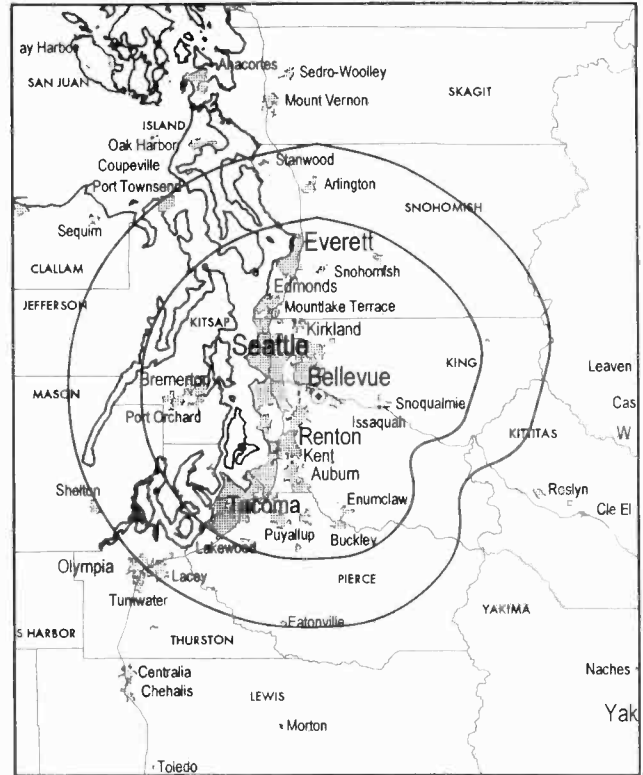 ay Harbor
Anacortes
Sedro-Woolley
SAN JUAN
SKAGIT
Mount Vernon
ISLAND
Oak Harbor
Stanwood
Coupeville
Port Townsend
Arlington
SNOHOMISH
Sequim
Everett
CLALLAM
Snohomish
Edmonds
JEFFERSON
Mountlake Terrace
KITSAP
Kirkland
Seattle
KING
Leaven
Bremerton
Bellevue
MASON
Snoqualmie
Cas
Port Orchard
Issaquah
KITTITAS
W
Renton
Kent
Auburn
Shelton
Roslyn
Enumclaw
Cle El
Tacoma
Puyallup
Buckley
Lakewood
Olympia
Lacey
PIERCE
Tumwater
YAKIMA
Eatonville
S HARBOR
THURSTON
Naches
Centralia
Chehalis
LEWIS
Yak
Morton
Toledo